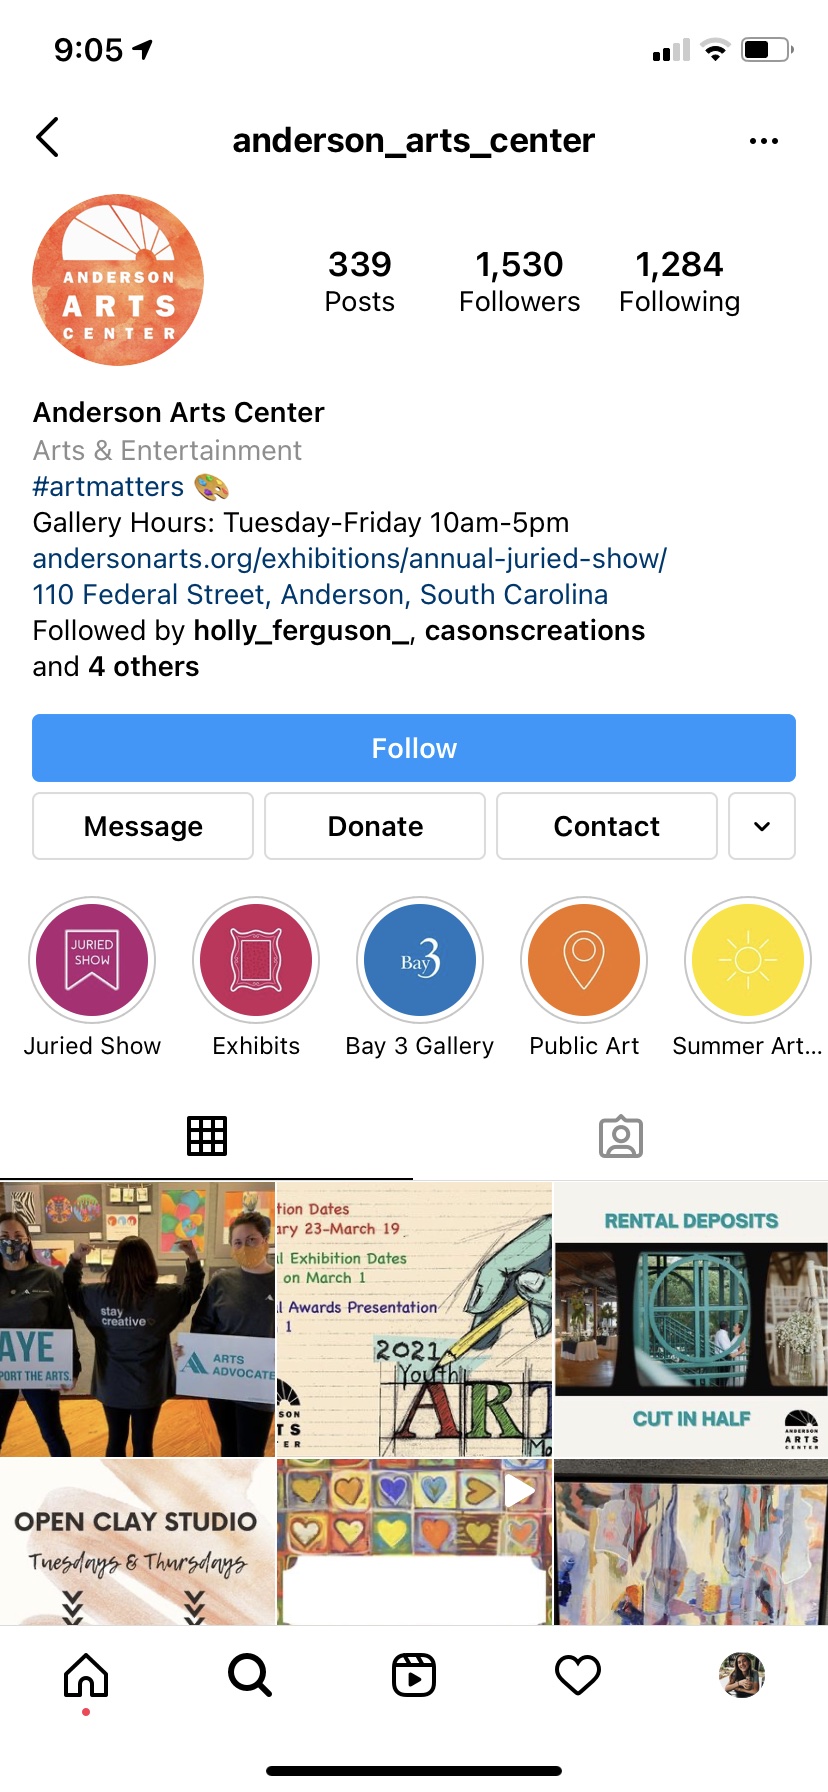 9:05
anderson_arts_center
ANDERSON
ARTS
CENTER
339
Posts
1,530
Followers
1,284
Following
Anderson Arts Center
Arts & Entertainment
#artmatters 🎨
Gallery Hours: Tuesday-Friday 10am-5pm
andersonarts.org/exhibitions/annual-juried-show/
110 Federal Street, Anderson, South Carolina
Followed by holly_ferguson_, casonscreations
and 4 others
Follow
Message
Donate
Contact
JURIED
SHOW
Bay 3
Juried Show
Exhibits
Bay 3 Gallery
Public Art
Summer Art...
stay
creative
AYE
PORT THE ARTS.
ARTS
ADVOCATE
tion Dates
ary 23-March 19
l Exhibition Dates
on March 1
l Awards Presentation
1
2021
Youth
ART
Mo
SON
TS
ER
RENTAL DEPOSITS
CUT IN HALF
ANDERSON
ARTS
CENTER
OPEN CLAY STUDIO
Tuesdays & Thursdays